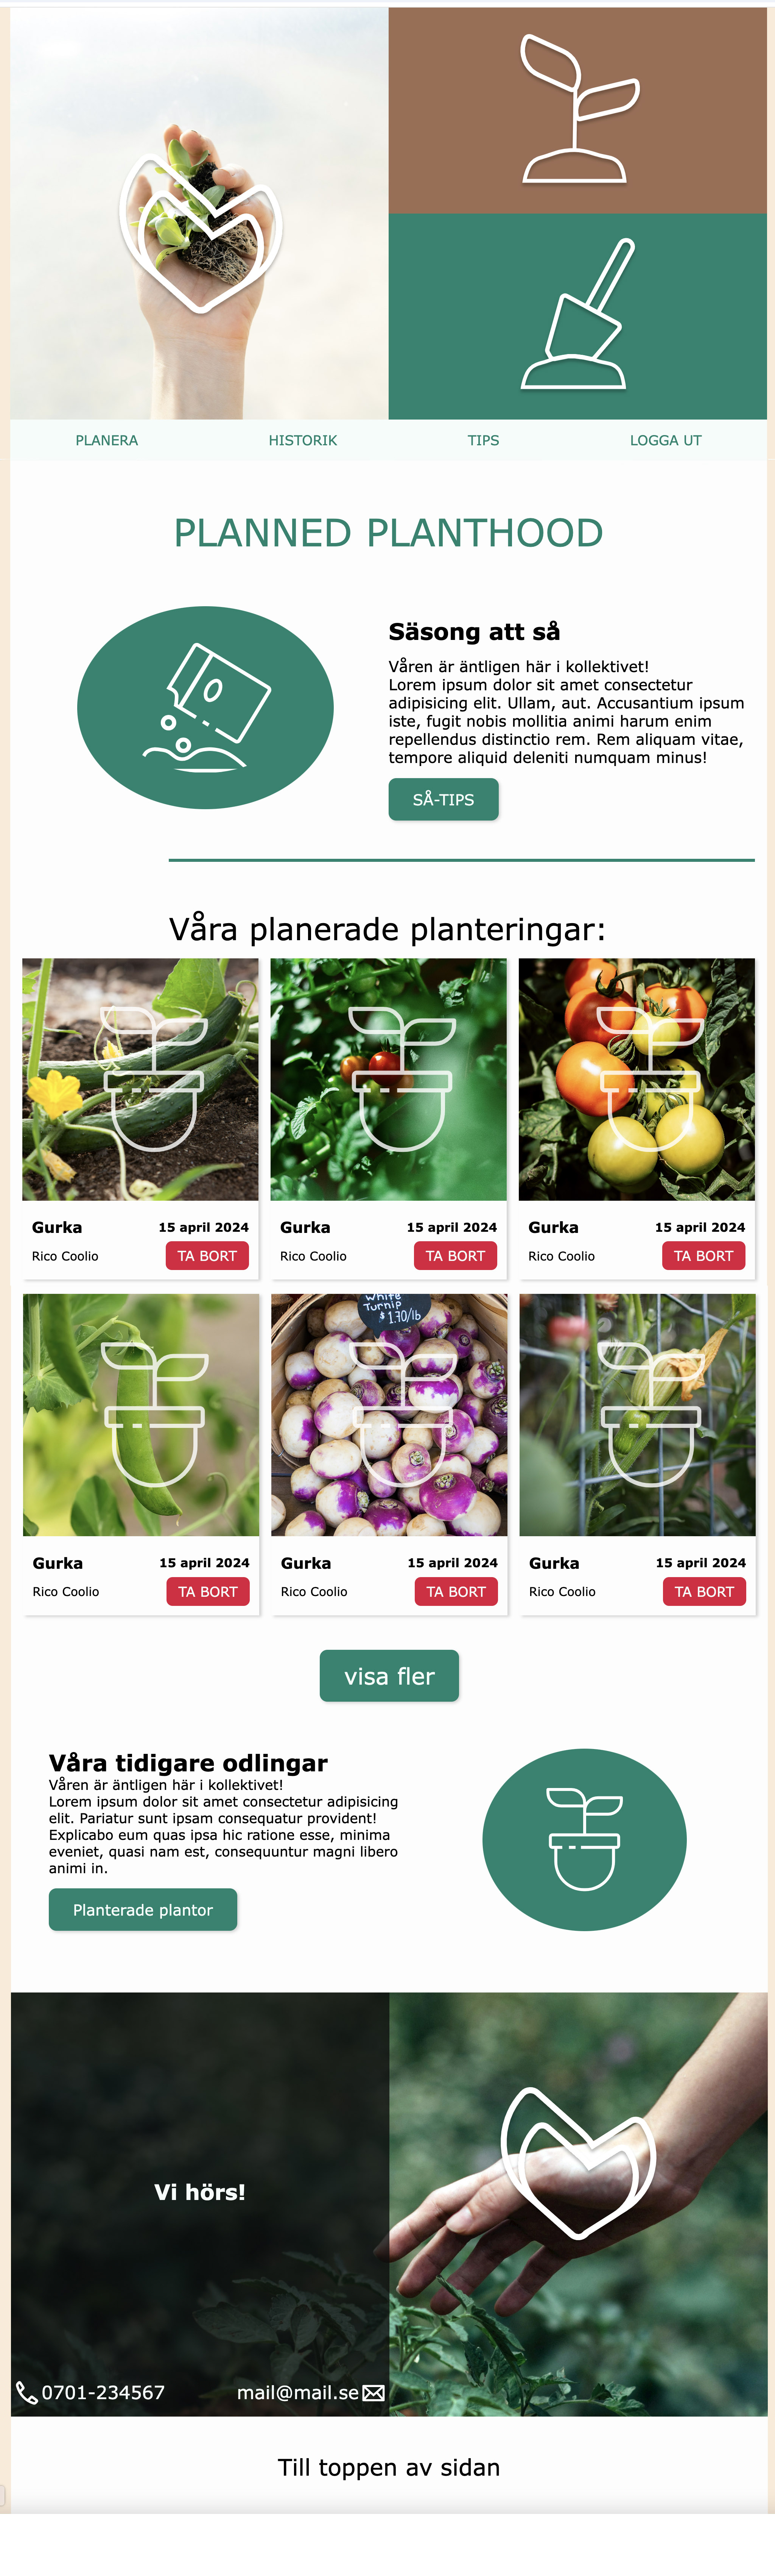 PLANERA HISTORIK TIPS LOGGA UT
PLANNED PLANTHOOD
Säsong att så
Våren är äntligen här i kollektivet!
Lorem ipsum dolor sit amet consectetur
adipisicing elit. Ullam, aut. Accusantium ipsum
iste, fugit nobis mollitia animi harum enim
repellendus distinctio rem. Rem aliquam vitae,
tempore aliquid deleniti numquam minus!
SÅ-TIPS
Våra planerade planteringar:
Gurka 15 april 2024
Rico Coolio TA BORT
Gurka 15 april 2024
Rico Coolio TA BORT
Gurka 15 april 2024
Rico Coolio TA BORT
White
Turnip
$1.70/lb
Gurka 15 april 2024
Rico Coolio TA BORT
Gurka 15 april 2024
Rico Coolio TA BORT
Gurka 15 april 2024
Rico Coolio TA BORT
visa fler
Våra tidigare odlingar
Våren är äntligen här i kollektivet!
Lorem ipsum dolor sit amet consectetur adipisicing
elit. Pariatur sunt ipsam consequatur provident!
Explicabo eum quas ipsa hic ratione esse, minima
eveniet, quasi nam est, consequuntur magni libero
animi in.
Planterade plantor
Vi hörs!
0701-234567 mail@mail.se
Till toppen av sidan